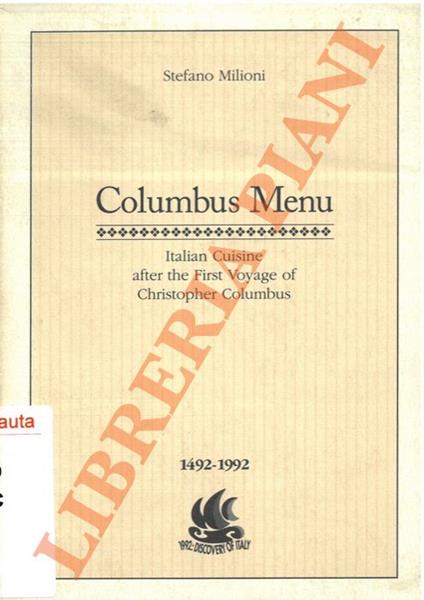 Stefano Milioni
Columbus Menu
Italian Cuisine
after the First Voyage of
Christopher Columbus
auta
1492-1992
1992: DISCOVERY OF ITALY
LIBRERIA PIANI